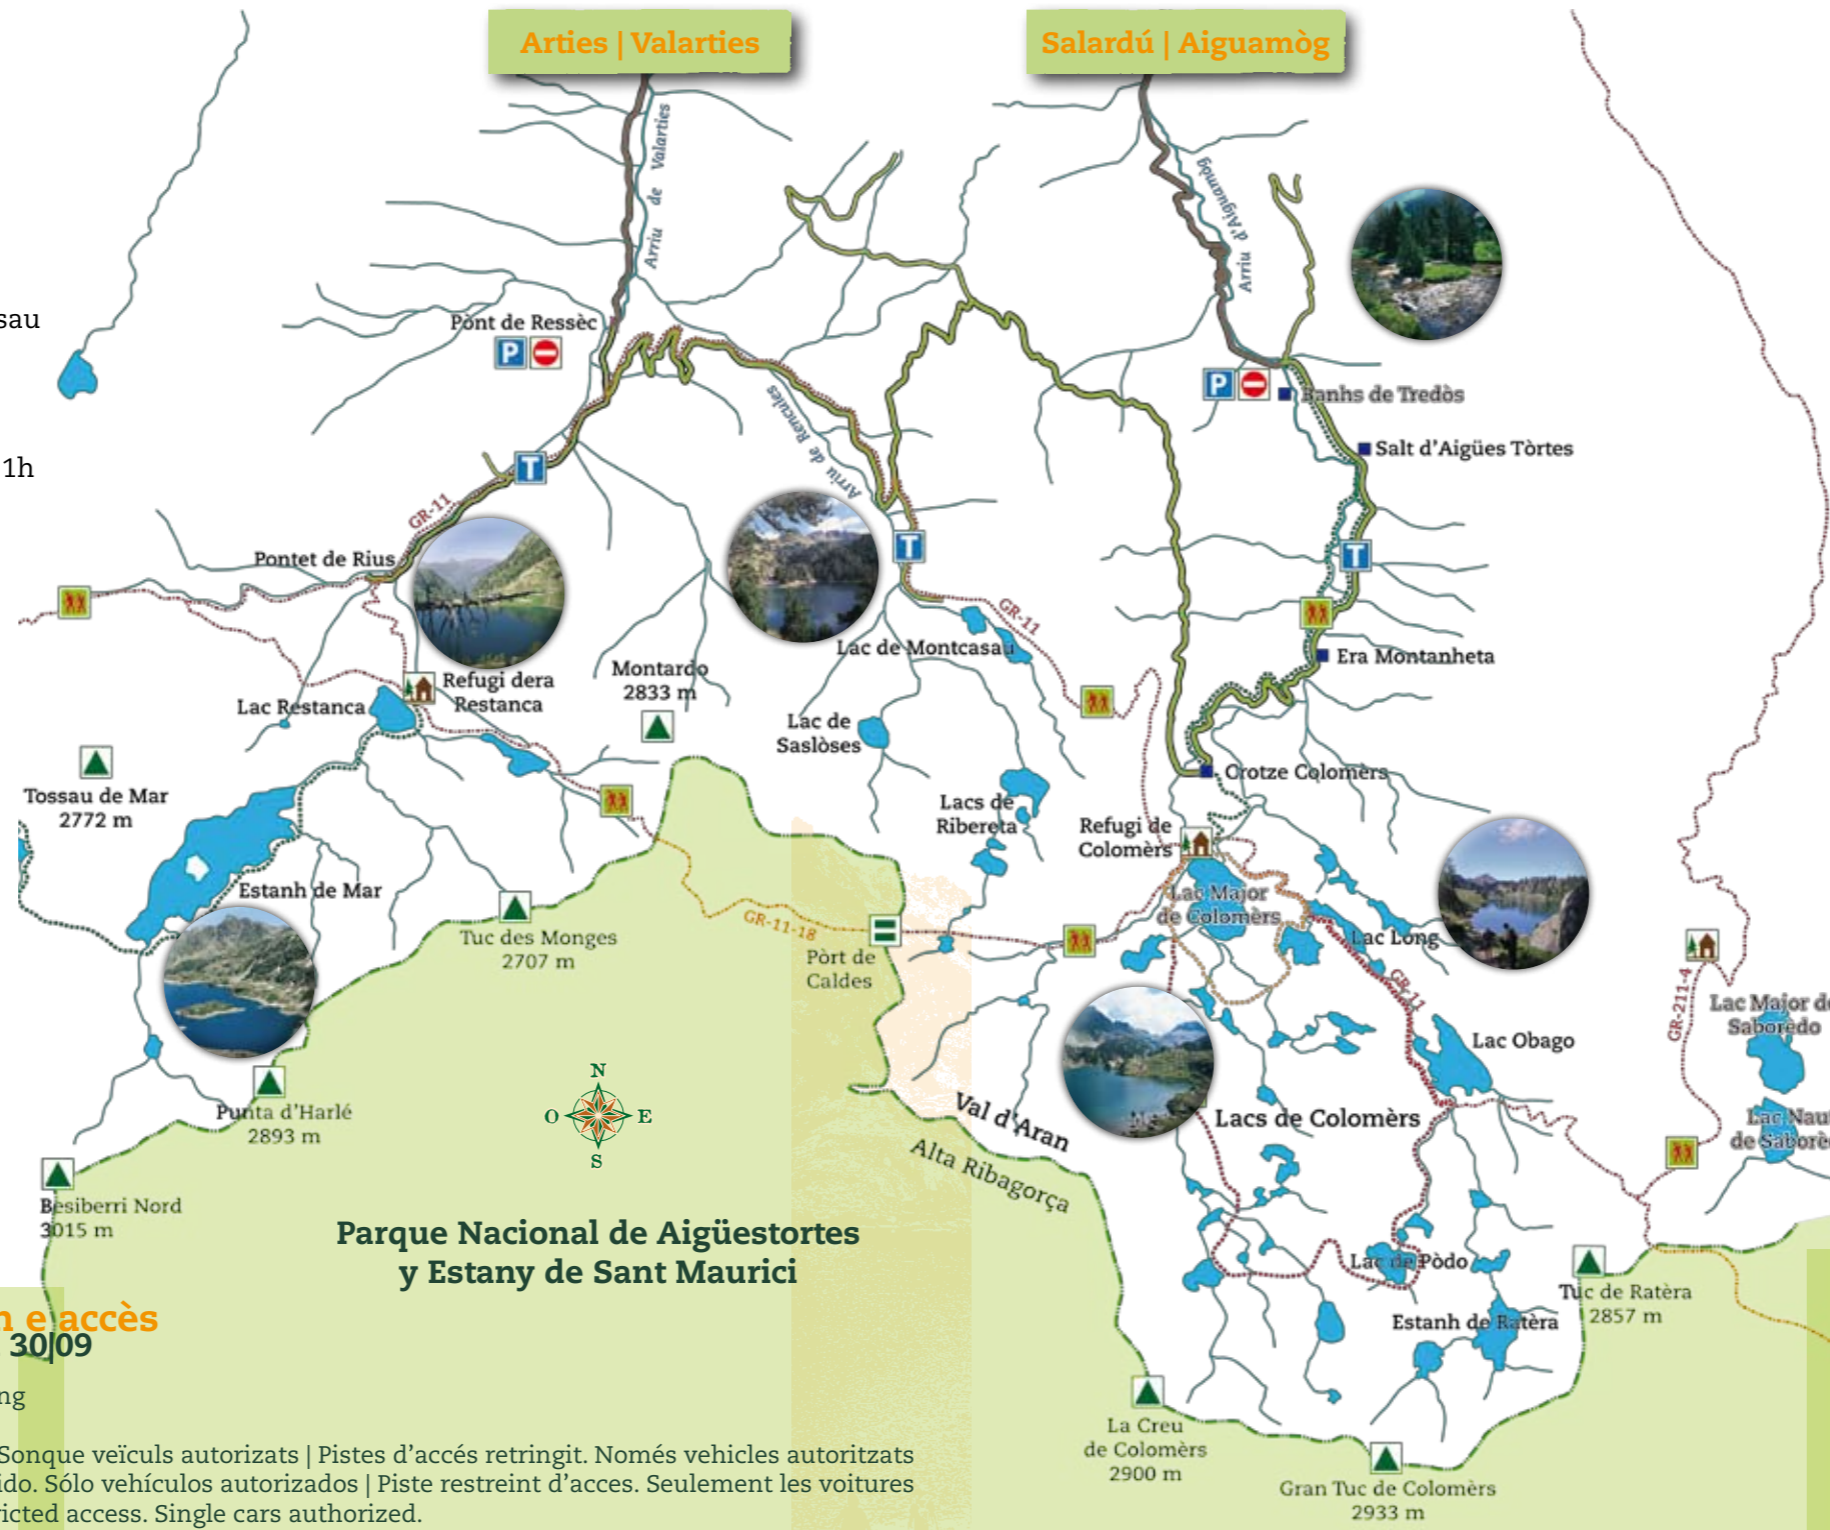 Arties | Valarties
Salardú | Aiguamòg
Arriu de Valarties
Arriu d'Aiguamòg
sau
Pònt de Ressèc
P
P
Banhs de Tredòs
Arriu de Rencules
Salt d'Aigües Tòrtes
1h
T
GR-11
T
T
Pontet de Rius
GR-11
Lac de Montcasau
Era Montanheta
Refugi dera
Restanca
Montardo
2833 m
Lac Restanca
Lac de
Saslòses
Crotze Colomèrs
Tossau de Mar
2772 m
Lacs de
Ribereta
Refugi de
Colomèrs
Estanh de Mar
Lac Major
de Colomèrs
GR-11-18
Lac Long
Tuc des Monges
2707 m
Pòrt de
Caldes
GR-11
GR-211-4
Lac Major de
Saboredo
Lac Obago
N
O
E
S
Punta d'Harlé
2893 m
Val d'Aran
Lacs de Colomèrs
Lac Naut
de Saborè
Alta Ribagorça
Besiberri Nord
3015 m
Parque Nacional de Aigüestortes
y Estany de Sant Maurici
Lac de Pòdo
Tuc de Ratèra
2857 m
Estanh de Ratèra
n e accès
30|09
ng
La Creu
de Colomèrs
2900 m
Gran Tuc de Colomèrs
2933 m
Sonque veïculs autorizats | Pistes d'accés retringit. Només vehicles autoritzats
ido. Sólo vehículos autorizados | Piste restreint d'acces. Seulement les voitures
ricted access. Single cars authorized.